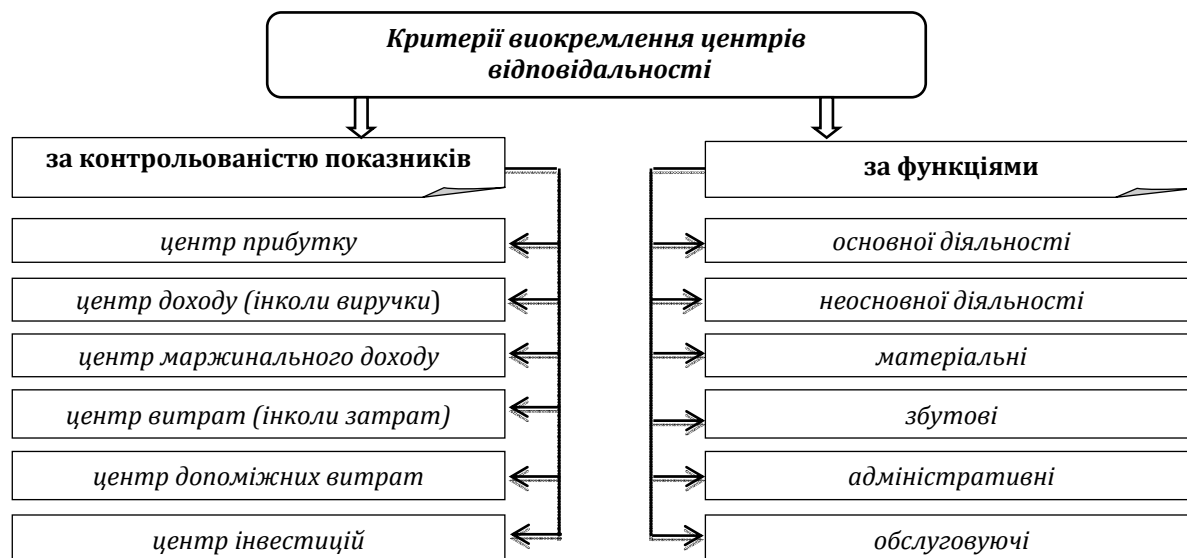 Критерії виокремлення центрів
відповідальності
за контрольованістю показників
центр прибутку
центр доходу (інколи виручки)
центр маржинального доходу
центр витрат (інколи затрат)
центр допоміжних витрат
центр інвестицій
за функціями
основної діяльності
неосновної діяльності
матеріальні
збутові
адміністративні
обслуговуючі